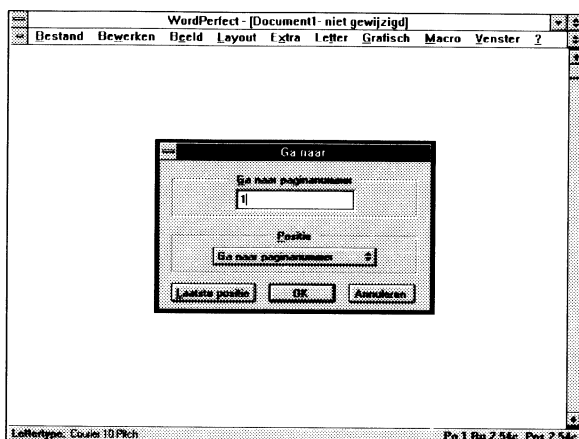 WordPerfect - [Document1- niet gewijzigd]
Bestand Bewerken Beeld Layout Extra Letter Grafisch Macro Venster ?
Ga naar
Ga naar paginanummer
1
Positie
Ga naar paginanummer
Laatste positie OK Annuleren
Lettertype: Courier 10 Pitch Pg 1 Rg 2.54c Pos 2.54c